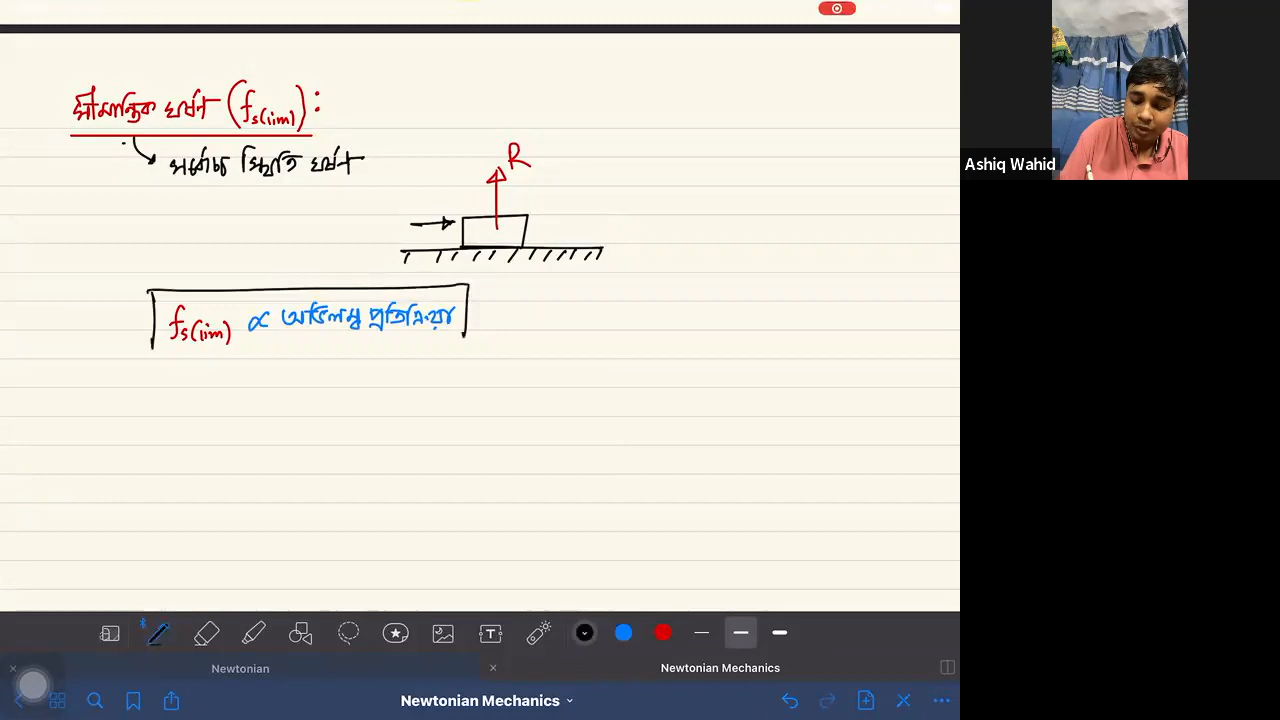 সীমান্তিক ঘর্ষণ (fs(lim)):
সর্বোচ্চ স্থিতি ঘর্ষণ
R
fs(lim) ∝ অভিলম্ব প্রতিক্রিয়া
Ashiq Wahid
T
Newtonian
Newtonian Mechanics
Newtonian Mechanics